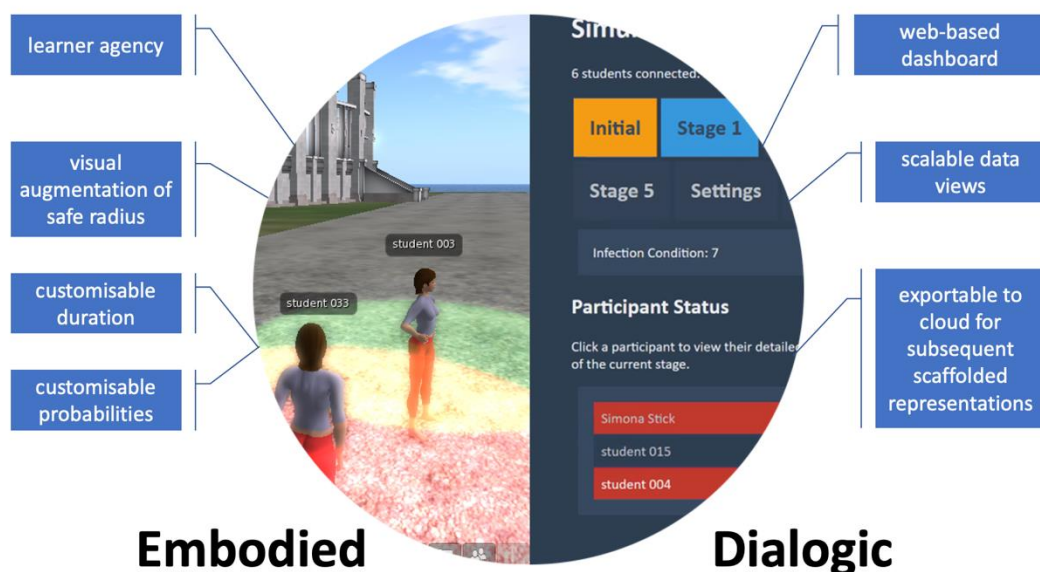 learner agency
visual
augmentation of
safe radius
customisable
duration
customisable
probabilities
student 003
student 033
Embodied
6 students connected.
Initial
Stage 1
Stage 5
Settings
Infection Condition: 7
Participant Status
Click a participant to view their detailed
of the current stage.
Simona Stick
student 015
student 004
Dialogic
web-based
dashboard
scalable data
views
exportable to
cloud for
subsequent
scaffolded
representations